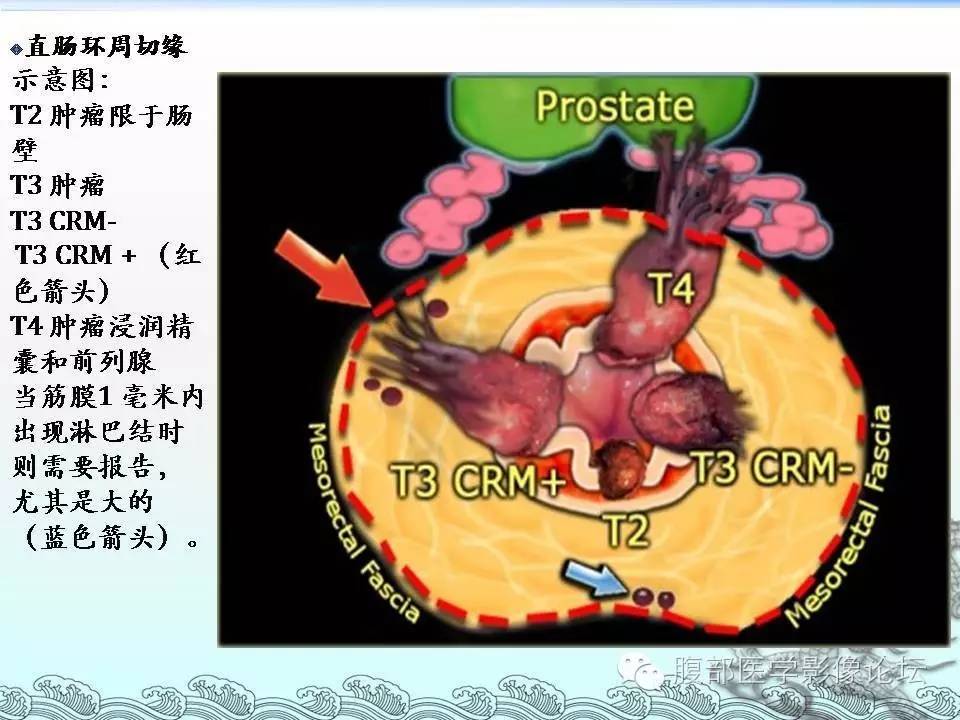 直肠环周切缘
示意图：
T2 肿瘤限于肠
壁
T3 肿瘤
T3 CRM-
T3 CRM + （红
色箭头）
T4 肿瘤浸润精
囊和前列腺
当筋膜1 毫米内
出现淋巴结时
则需要报告，
尤其是大的
（蓝色箭头）。
Prostate
T4
T3 CRM+
T3 CRM-
T2
Mesorectal Fascia
Mesorectal Fascia
腹部医学影像论坛